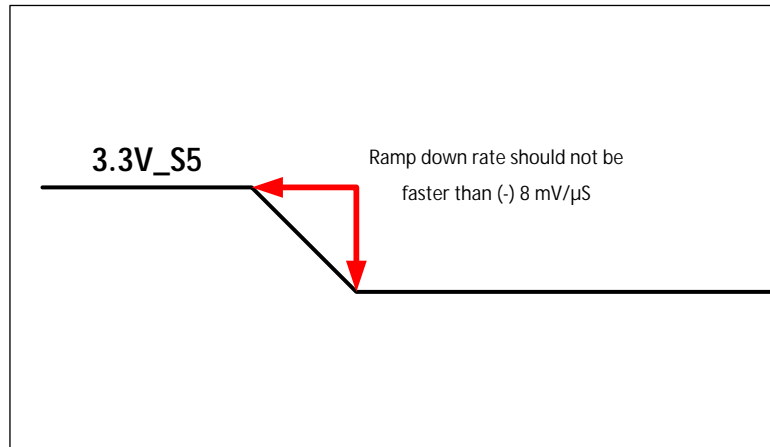 3.3V_S5
Ramp down rate should not be
faster than (-) 8 mV/µS